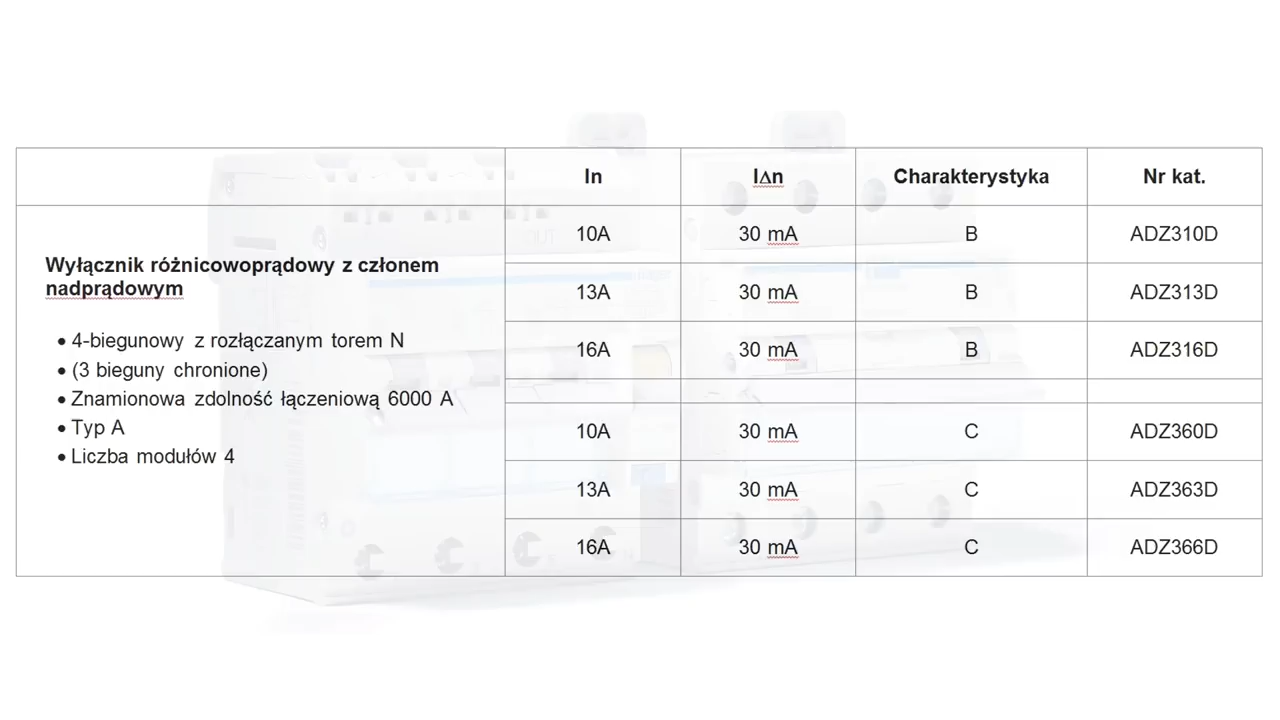 In IΔn Charakterystyka Nr kat.
Wyłącznik różnicowoprądowy z członem
nadprądowym
• 4-biegunowy z rozłączanym torem N
• (3 bieguny chronione)
• Znamionowa zdolność łączeniową 6000 A
• Typ A
• Liczba modułów 4
10A 30 mA B ADZ310D
13A 30 mA B ADZ313D
16A 30 mA B ADZ316D
10A 30 mA C ADZ360D
13A 30 mA C ADZ363D
16A 30 mA C ADZ366D